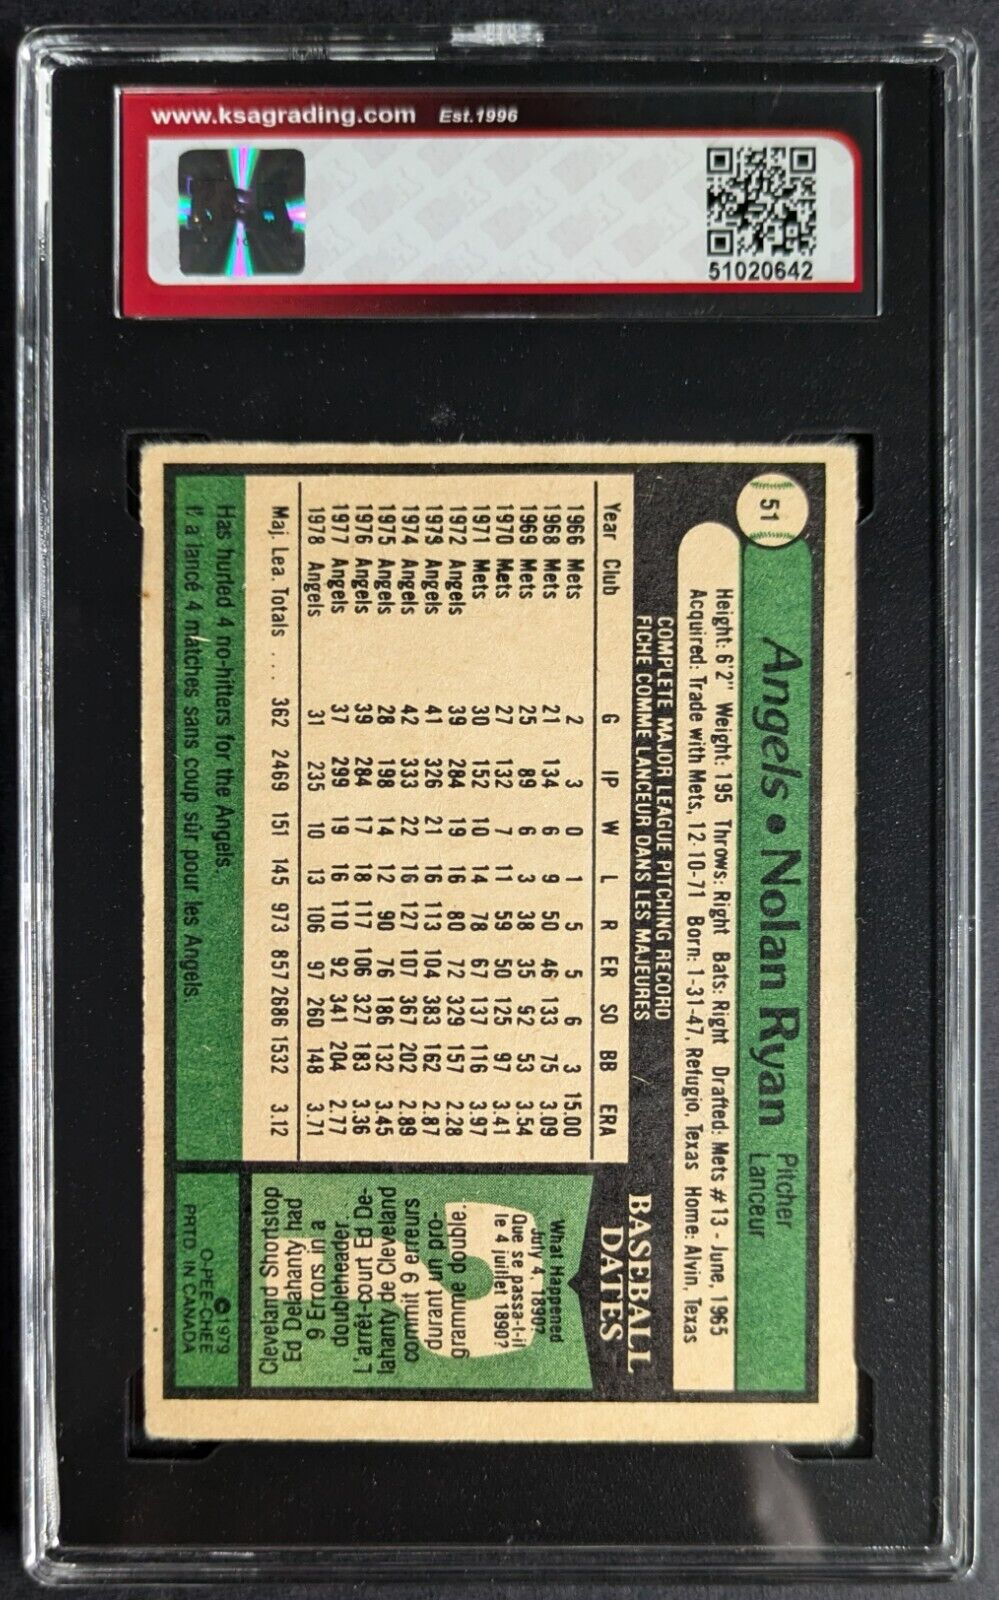 www.ksagrading.com Est.1996
51020642
51
Angels • Nolan Ryan
Pitcher
Lanceur
Height: 6'2" Weight: 195 Throws: Right Bats: Right Drafted: Mets #13 - June, 1965
Acquired: Trade with Mets, 12-10-71 Born: 1-31-47, Refugio, Texas Home: Alvin, Texas
COMPLETE MAJOR LEAGUE PITCHING RECORD
FICHE COMME LANCEUR DANS LES MAJEURES
Year Club G IP W L R ER SO BB ERA
1966 Mets 2 3 0 1 5 5 6 3 15.00
1968 Mets 21 134 6 9 50 46 133 75 3.09
1969 Mets 25 89 6 3 38 35 92 53 3.54
1970 Mets 27 132 7 11 59 50 125 97 3.41
1971 Mets 30 152 10 14 78 67 137 116 3.97
1972 Angels 39 284 19 16 80 72 329 157 2.28
1973 Angels 41 326 21 16 113 104 383 162 2.87
1974 Angels 42 333 22 16 127 107 367 202 2.89
1975 Angels 28 198 14 12 90 76 186 132 3.45
1976 Angels 39 284 17 18 117 106 327 183 3.36
1977 Angels 37 299 19 16 110 92 341 204 2.77
1978 Angels 31 235 10 13 106 97 260 148 3.71
Maj. Lea. Totals .... 362 2469 151 145 973 857 2686 1532 3.12
BASEBALL
DATES
What Happened
July 4, 1890?
Que se passa-t-il
le 4 juillet 1890?
Cleveland Shortstop
Ed Delahanty had
9 Errors in a
doubleheader.
L'arrêt-court Ed De-
lahanty de Cleveland
commit 9 erreurs
durant un pro-
gramme double.
Has hurled 4 no-hitters for the Angels.
Il a lancé 4 matches sans coup sûr pour les Angels.
©1979
O-PEE-CHEE
PRTD. IN CANADA